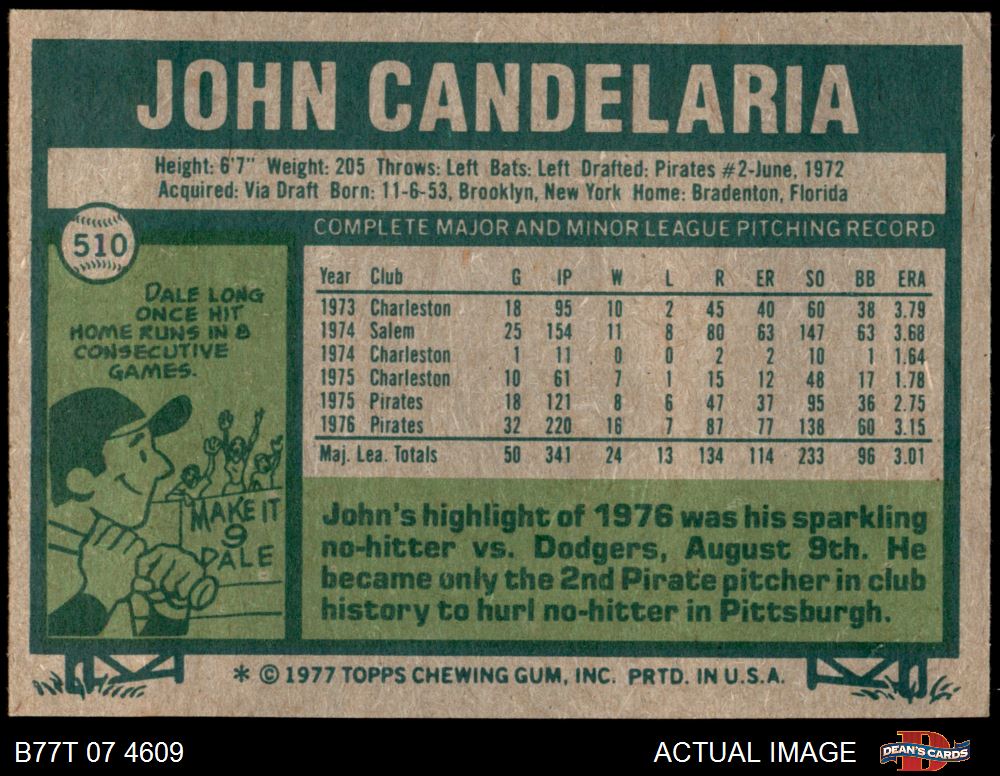 JOHN CANDELARIA
Height: 6'7" Weight: 205 Throws: Left Bats: Left Drafted: Pirates #2-June, 1972
Acquired: Via Draft Born: 11-6-53, Brooklyn, New York Home: Bradenton, Florida
510
DALE LONG
ONCE HIT
HOME RUNS IN 8
CONSECUTIVE
GAMES.
MAKE IT
9
DALE
COMPLETE MAJOR AND MINOR LEAGUE PITCHING RECORD
Year Club G IP W L R ER SO BB ERA
1973 Charleston 18 95 10 2 45 40 60 38 3.79
1974 Salem 25 154 11 8 80 63 147 63 3.68
1974 Charleston 1 11 0 0 2 2 10 1 1.64
1975 Charleston 10 61 7 1 15 12 48 17 1.78
1975 Pirates 18 121 8 6 47 37 95 36 2.75
1976 Pirates 32 220 16 7 87 77 138 60 3.15
Maj. Lea. Totals 50 341 24 13 134 114 233 96 3.01
John's highlight of 1976 was his sparkling
no-hitter vs. Dodgers, August 9th. He
became only the 2nd Pirate pitcher in club
history to hurl no-hitter in Pittsburgh.
* © 1977 TOPPS CHEWING GUM, INC. PRTD. IN U.S.A.
B77T 07 4609
ACTUAL IMAGE
DEAN'S CARDS